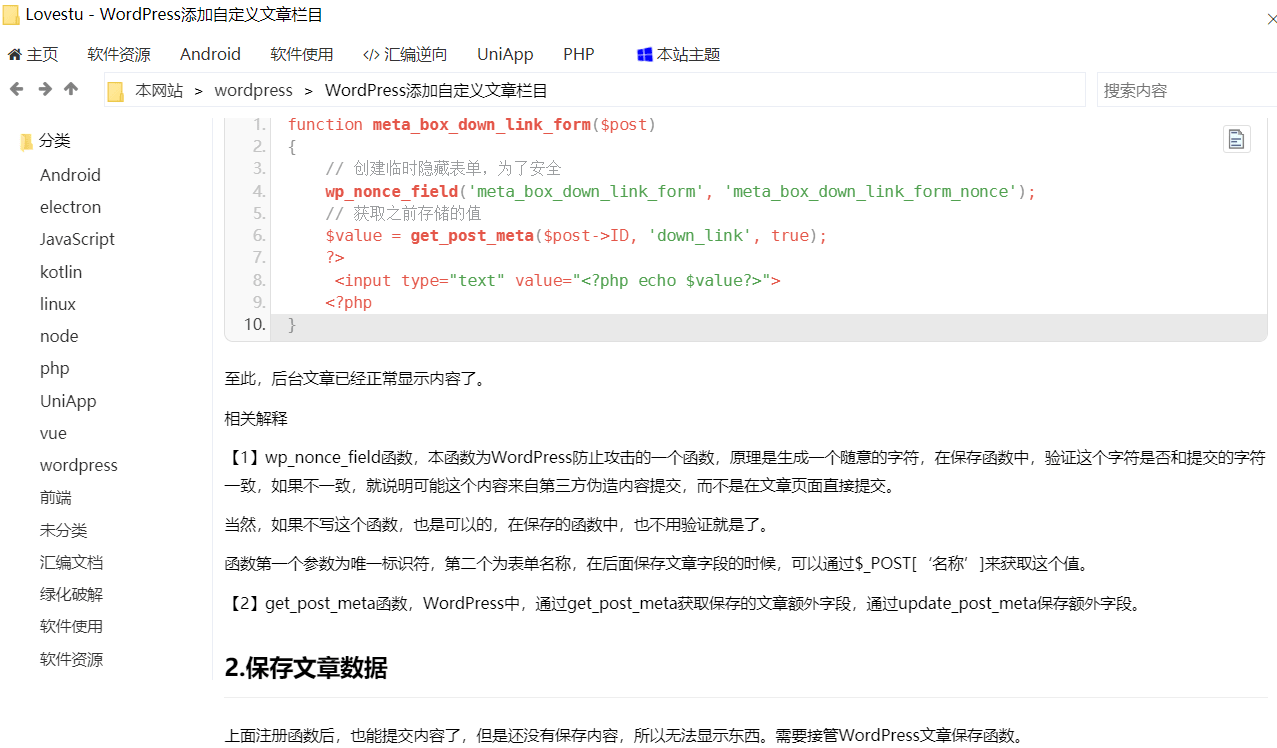 Lovestu - WordPress添加自定义文章栏目
主页 软件资源 Android 软件使用 </> 汇编逆向 UniApp PHP 本站主题
本网站 > wordpress > WordPress添加自定义文章栏目 搜索内容
分类
Android
electron
JavaScript
kotlin
linux
node
php
UniApp
vue
wordpress
前端
未分类
汇编文档
绿化破解
软件使用
软件资源
1. function meta_box_down_link_form($post)
2. {
3. // 创建临时隐藏表单，为了安全
4. wp_nonce_field('meta_box_down_link_form', 'meta_box_down_link_form_nonce');
5. // 获取之前存储的值
6. $value = get_post_meta($post->ID, 'down_link', true);
7. ?>
8. <input type="text" value="<?php echo $value?>">
9. <?php
10. }
至此，后台文章已经正常显示内容了。
相关解释
【1】wp_nonce_field函数，本函数为WordPress防止攻击的一个函数，原理是生成一个随意的字符，在保存函数中，验证这个字符是否和提交的字符
一致，如果不一致，就说明可能这个内容来自第三方伪造内容提交，而不是在文章页面直接提交。
当然，如果不写这个函数，也是可以的，在保存的函数中，也不用验证就是了。
函数第一个参数为唯一标识符，第二个为表单名称，在后面保存文章字段的时候，可以通过$_POST[‘名称’]来获取这个值。
【2】get_post_meta函数，WordPress中，通过get_post_meta获取保存的文章额外字段，通过update_post_meta保存额外字段。
2.保存文章数据
上面注册函数后，也能提交内容了，但是还没有保存内容，所以无法显示东西。需要接管WordPress文章保存函数。